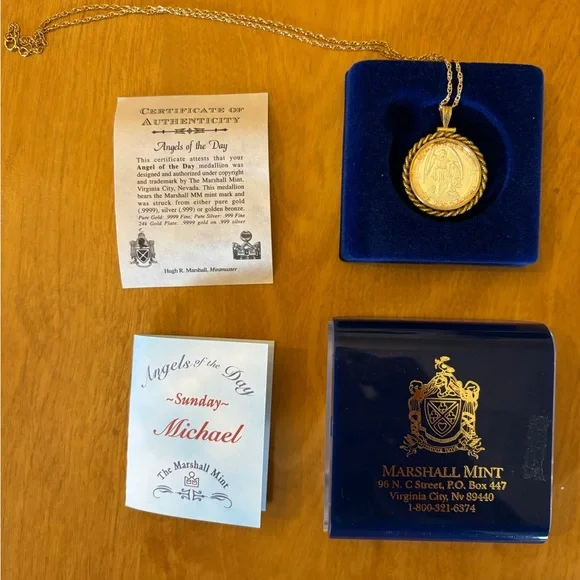 CERTIFICATE OF
AUTHENTICITY
Angels of the Day
This certificate attests that your
Angel of the Day medallion was
designed and authorized under copyright
and trademark by The Marshall Mint,
Virginia City, Nevada. This medallion
bears the Marshall MM mint mark and
was struck from either pure gold
(.9999), silver (.999) or golden bronze.
Pure Gold: .9999 Fine; Pure Silver: .999 Fine
24k Gold Plate: .9999 gold on .999 silver
Hugh R. Marshall, Mintmaster
Angels of the Day
~Sunday~
Michael
The Marshall Mint
MARSHALL MINT
96 N. C Street, P.O. Box 447
Virginia City, Nv 89440
1-800-321-6374